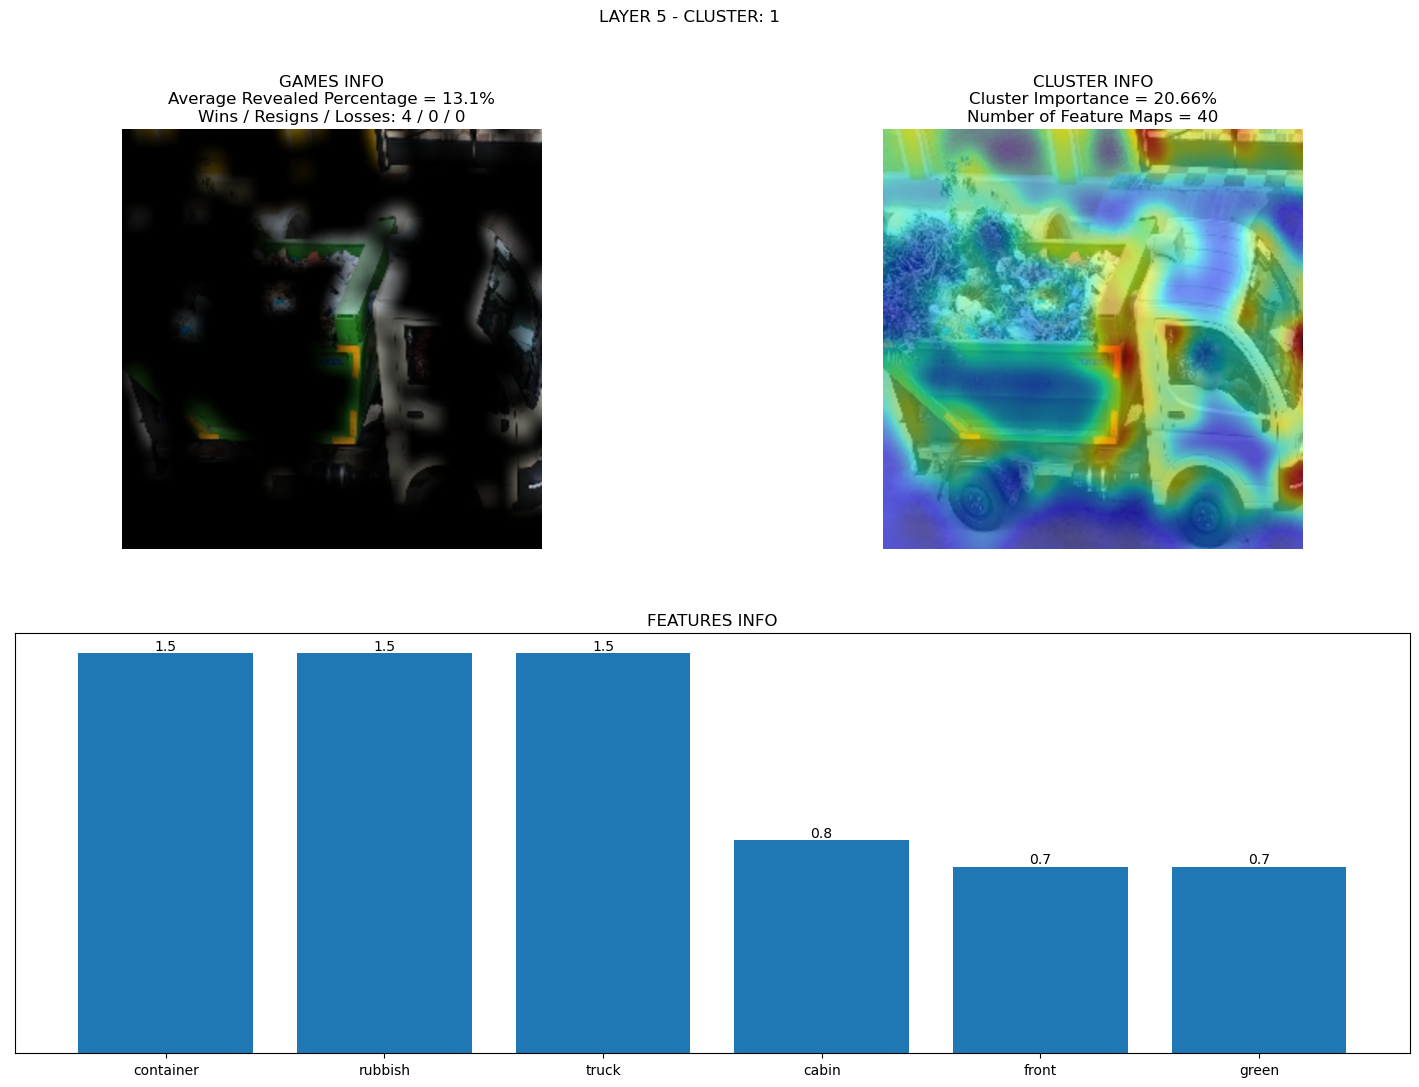 LAYER 5 - CLUSTER: 1
GAMES INFO
Average Revealed Percentage = 13.1%
Wins / Resigns / Losses: 4 / 0 / 0
CLUSTER INFO
Cluster Importance = 20.66%
Number of Feature Maps = 40
FEATURES INFO
1.5
1.5
1.5
0.8
0.7
0.7
container
rubbish
truck
cabin
front
green